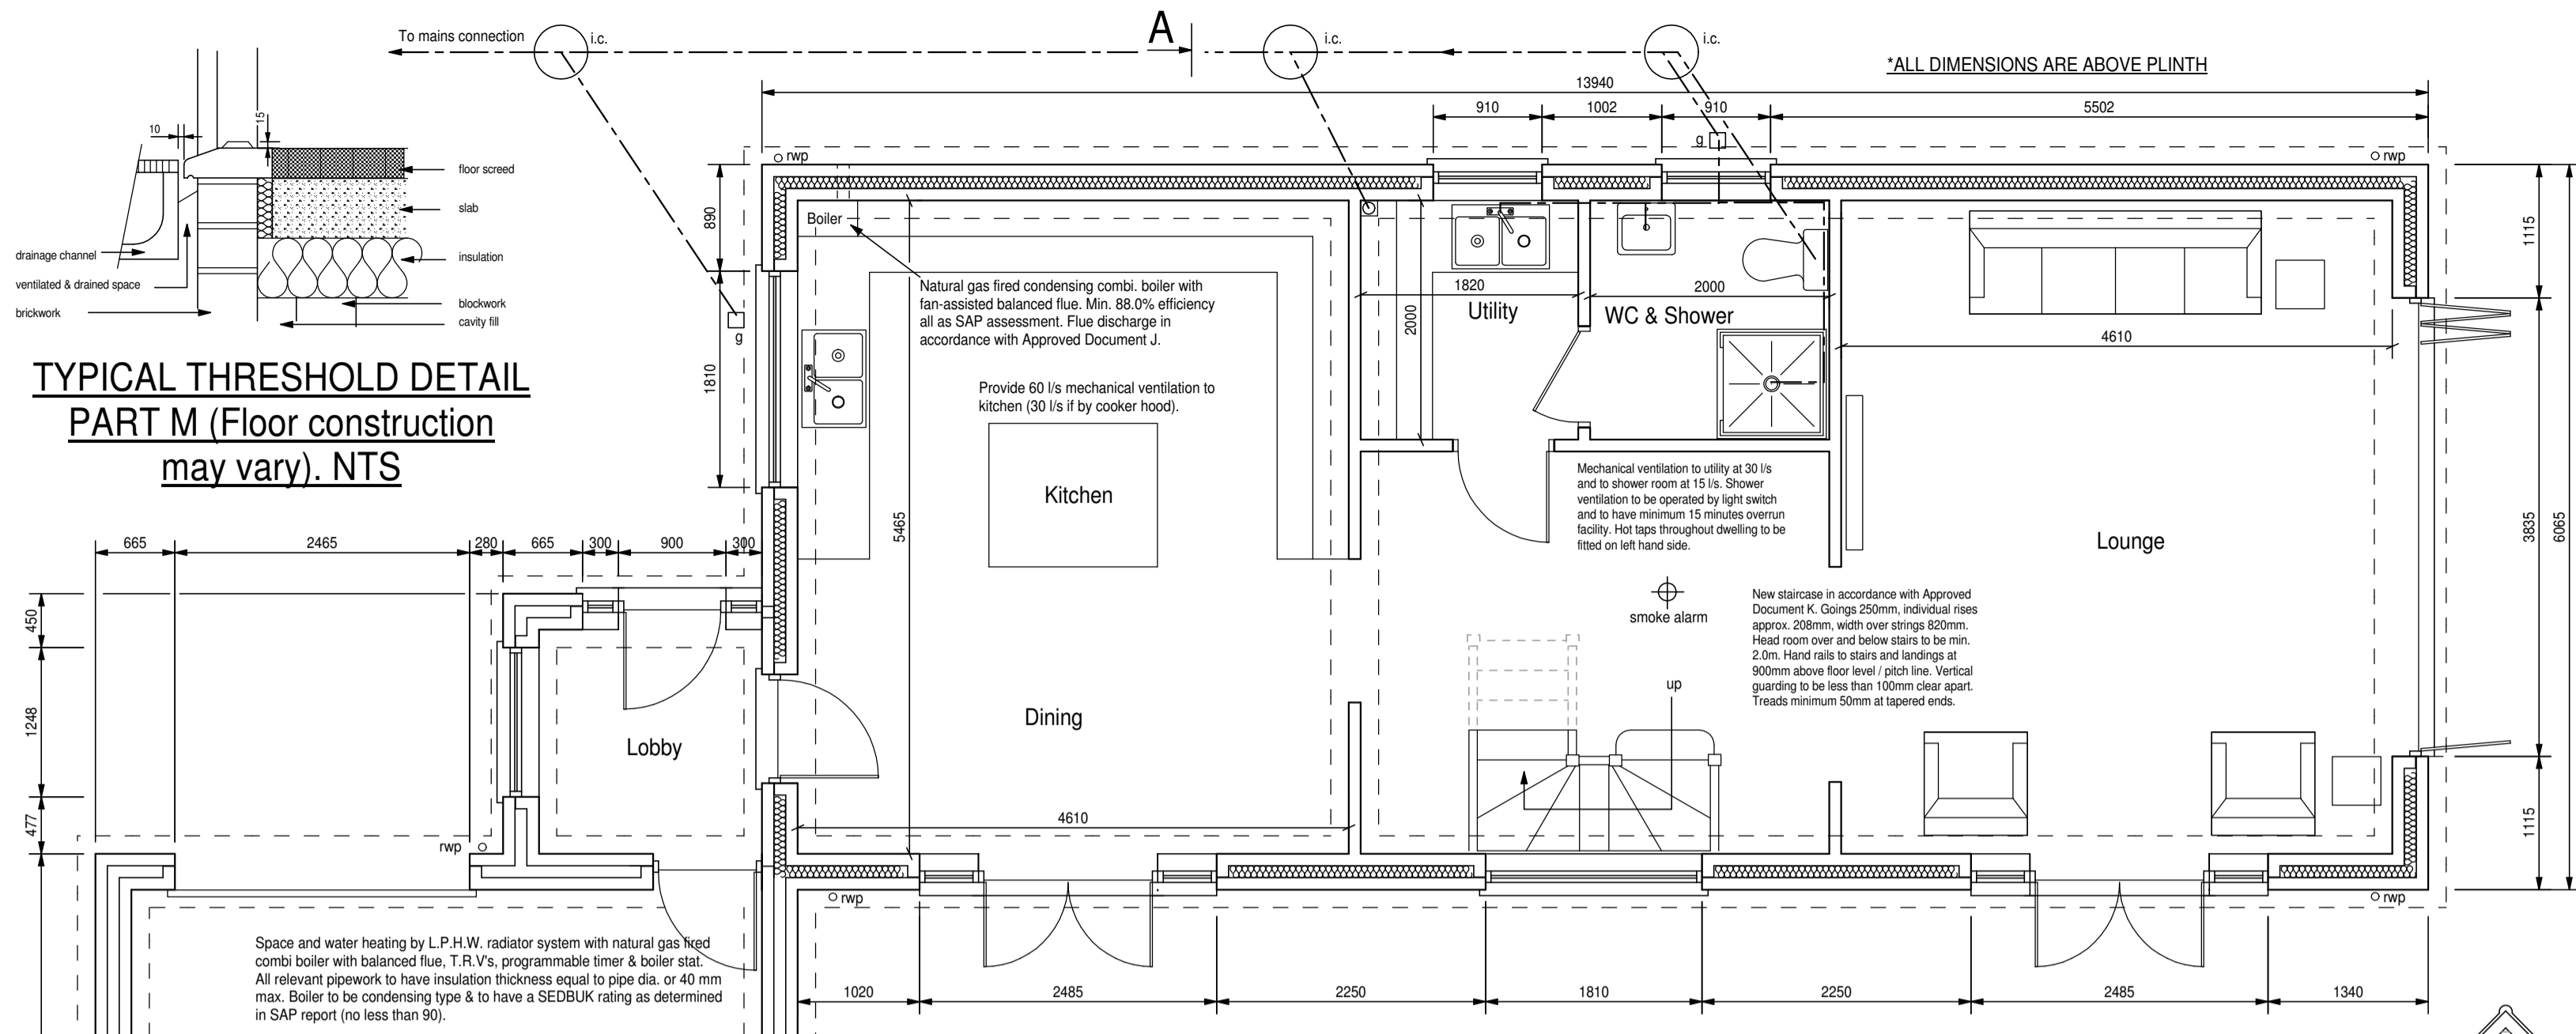 To mains connection
i.c.
A
i.c.
i.c.
*ALL DIMENSIONS ARE ABOVE PLINTH
13940
910
1002
910
5502
10
15
floor screed
slab
insulation
blockwork
cavity fill
drainage channel
ventilated & drained space
brickwork
TYPICAL THRESHOLD DETAIL
PART M (Floor construction
may vary). NTS
rwp
g
rwp
890
1810
g
Boiler
Natural gas fired condensing combi. boiler with
fan-assisted balanced flue. Min. 88.0% efficiency
all as SAP assessment. Flue discharge in
accordance with Approved Document J.
Provide 60 l/s mechanical ventilation to
kitchen (30 l/s if by cooker hood).
Kitchen
5465
Dining
4610
2000
1820
Utility
2000
WC & Shower
4610
Mechanical ventilation to utility at 30 l/s
and to shower room at 15 l/s. Shower
ventilation to be operated by light switch
and to have minimum 15 minutes overrun
facility. Hot taps throughout dwelling to be
fitted on left hand side.
smoke alarm
New staircase in accordance with Approved
Document K. Goings 250mm, individual rises
approx. 208mm, width over strings 820mm.
Head room over and below stairs to be min.
2.0m. Hand rails to stairs and landings at
900mm above floor level / pitch line. Vertical
guarding to be less than 100mm clear apart.
Treads minimum 50mm at tapered ends.
up
Lounge
1115
3835
6065
1115
665
2465
280
665
300
900
300
450
1248
477
Lobby
rwp
rwp
rwp
Space and water heating by L.P.H.W. radiator system with natural gas fired
combi boiler with balanced flue, T.R.V's, programmable timer & boiler stat.
All relevant pipework to have insulation thickness equal to pipe dia. or 40 mm
max. Boiler to be condensing type & to have a SEDBUK rating as determined
in SAP report (no less than 90).
1020
2485
2250
1810
2250
2485
1340